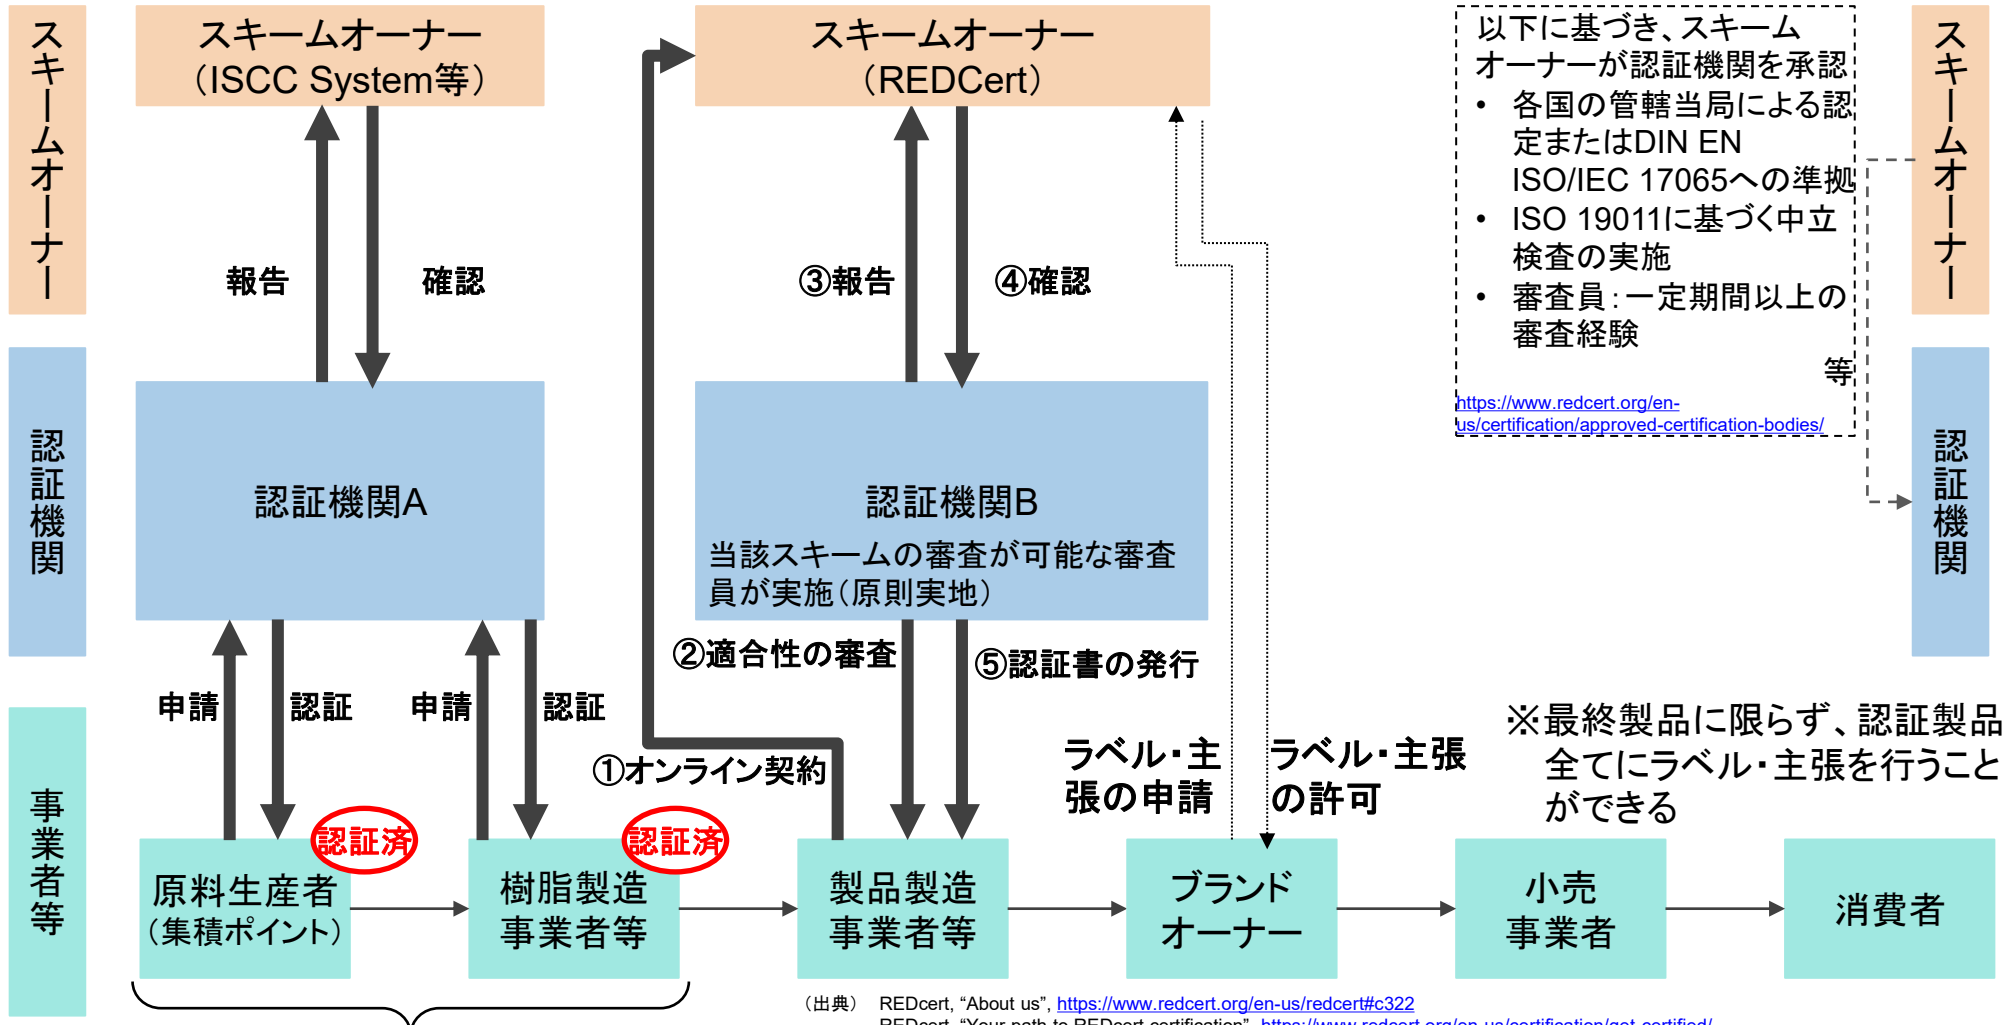 スキームオーナー
スキームオーナー
（ISCC System等）
スキームオーナー
（REDCert）
以下に基づき、スキーム
オーナーが認証機関を承認
• 各国の管轄当局による認
定またはDIN EN
ISO/IEC 17065への準拠
• ISO 19011に基づく中立
検査の実施
• 審査員：一定期間以上の
審査経験
等
https://www.redcert.org/en-
us/certification/approved-certification-bodies/
スキームオーナー
報告
確認
③報告
④確認
認証機関
認証機関A
認証機関B
当該スキームの審査が可能な審査
員が実施（原則実地）
認証機関
申請
認証
申請
認証
②適合性の審査
⑤認証書の発行
①オンライン契約
ラベル・主
張の申請
ラベル・主張
の許可
※最終製品に限らず、認証製品
全てにラベル・主張を行うこと
ができる
事業者等
認証済
原料生産者
（集積ポイント）
認証済
樹脂製造
事業者等
製品製造
事業者等
ブランド
オーナー
小売
事業者
消費者
（出典） REDcert, “About us”, https://www.redcert.org/en-us/redcert#c322
REDcert, “Your path to REDcert certification”, https://www.redcert.org/en-us/certification/get-certified/